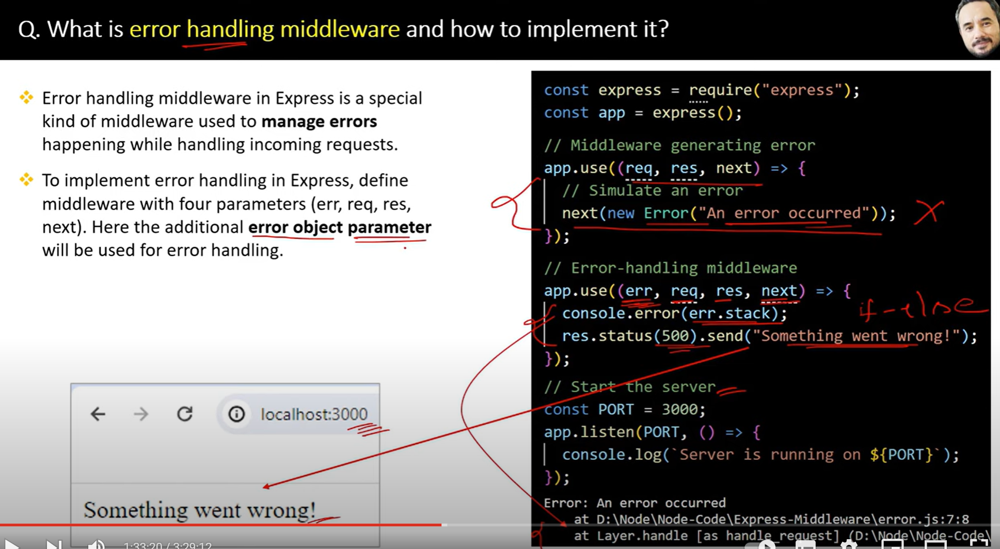 Q. What is error handling middleware and how to implement it?
Error handling middleware in Express is a special
kind of middleware used to manage errors
happening while handling incoming requests.
To implement error handling in Express, define
middleware with four parameters (err, req, res,
next). Here the additional error object parameter
will be used for error handling.
localhost:3000
Something went wrong!
const express = require("express");
const app = express();
// Middleware generating error
app.use((req, res, next) => {
// Simulate an error
next(new Error("An error occurred"));
X
});
// Error-handling middleware
app.use((err, req, res, next) => {
if-else
console.error(err.stack);
res.status(500).send("Something went wrong!");
});
// Start the server
const PORT = 3000;
app.listen(PORT, () => {
console.log(`Server is running on ${PORT}`);
});
Error: An error occurred
at D:\Node\Node-Code\Express-Middleware\error.js:7:8
at Layer.handle [as handle_request] (D:\Node\Node-Code\
1:33:20 / 3:29:12